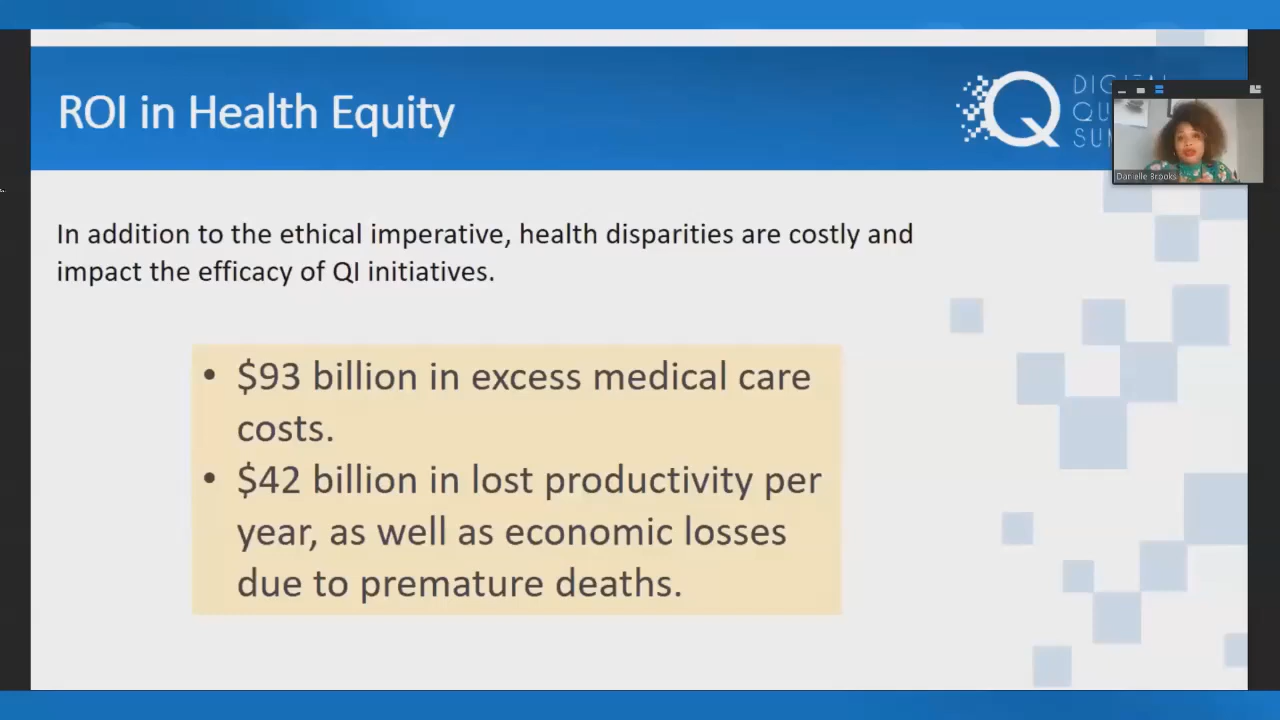 ROI in Health Equity
Danielle Brooks
In addition to the ethical imperative, health disparities are costly and
impact the efficacy of QI initiatives.
• $93 billion in excess medical care
costs.
• $42 billion in lost productivity per
year, as well as economic losses
due to premature deaths.